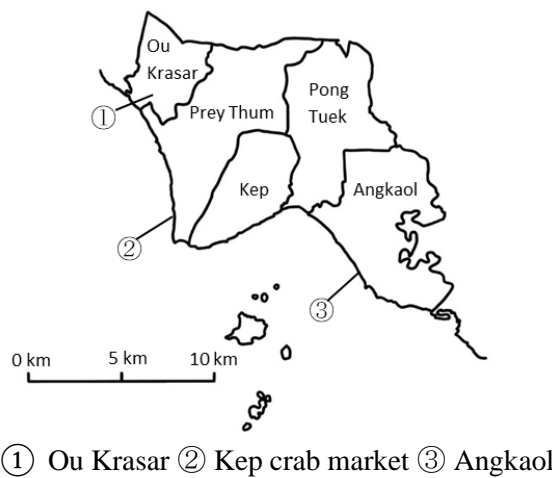 Ou
Krasar
Pong
Tuek
①
Prey Thum
Kep
Angkaol
②
③
0 km 5 km 10 km
① Ou Krasar ② Kep crab market ③ Angkaol